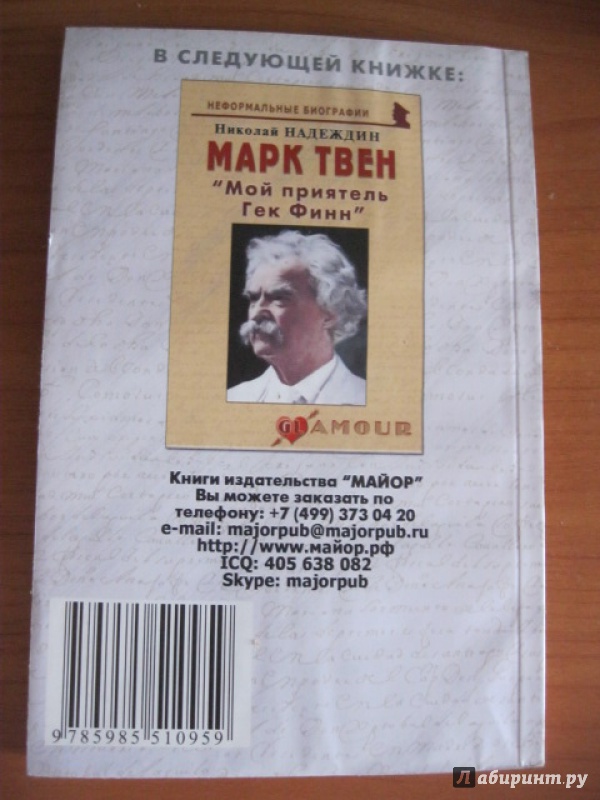 В СЛЕДУЮЩЕЙ КНИЖКЕ:
НЕФОРМАЛЬНЫЕ БИОГРАФИИ
Николай НАДЕЖДИН
МАРК ТВЕН
"Мой приятель
Гек Финн"
GLAMOUR
Книги издательства "МАЙОР"
Вы можете заказать по
телефону: +7 (499) 373 04 20
e-mail: majorpub@majorpub.ru
http://www.майор.рф
ICQ: 405 638 082
Skype: majorpub
9 785985 510959
Лабиринт.ру